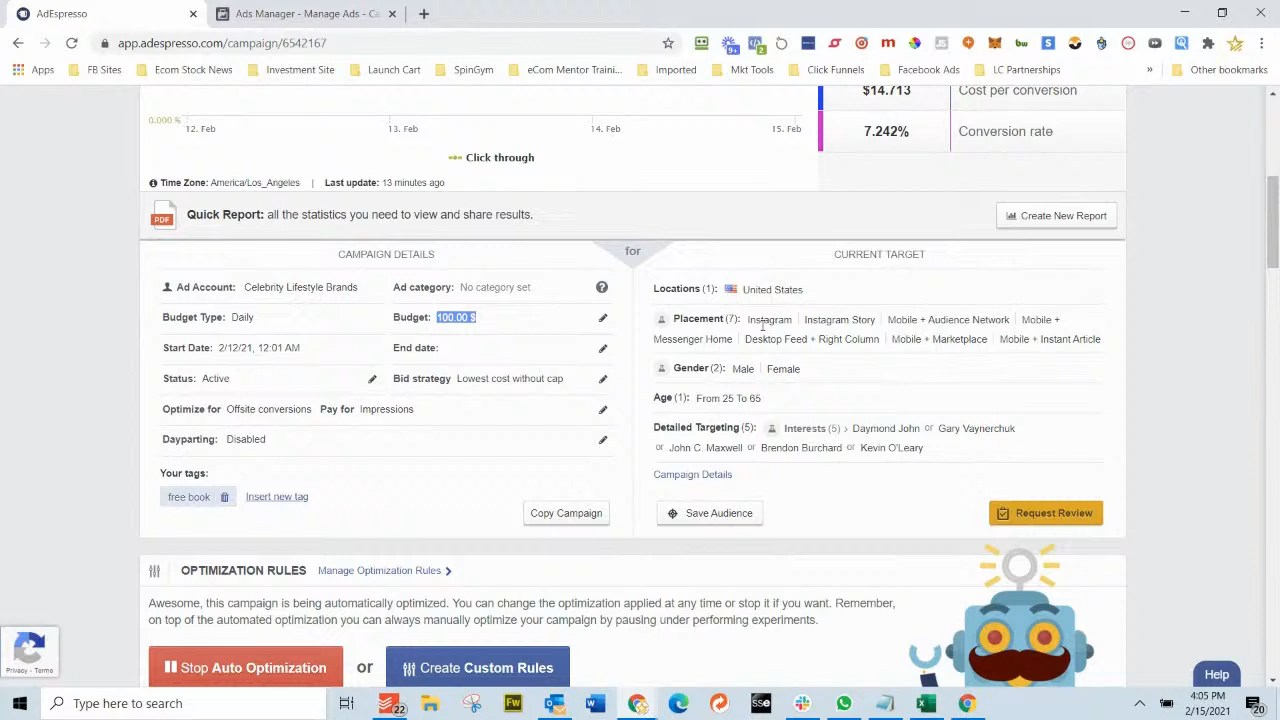 AdEspresso
Ads Manager - Manage Ads - Ca
app.adespresso.com/campaign/6542167
Apps
FB Sites
Ecom Stock News
Investment Site
Launch Cart
SpinGym
eCom Mentor Traini...
Imported
Mkt Tools
Click Funnels
Facebook Ads
LC Partnerships
Other bookmarks
$14.713 Cost per conversion
0.000 %
12. Feb 13. Feb 14. Feb 15. Feb
7.242% Conversion rate
Click through
Time Zone: America/Los_Angeles | Last update: 13 minutes ago
PDF
Quick Report: all the statistics you need to view and share results.
Create New Report
CAMPAIGN DETAILS
for
CURRENT TARGET
Ad Account: Celebrity Lifestyle Brands
Ad category: No category set
Budget Type: Daily
Budget: 100.00 $
Start Date: 2/12/21, 12:01 AM
End date:
Status: Active
Bid strategy Lowest cost without cap
Optimize for Offsite conversions Pay for Impressions
Dayparting: Disabled
Your tags:
free book
Insert new tag
Copy Campaign
Locations (1): United States
Placement (7): Instagram | Instagram Story | Mobile + Audience Network | Mobile +
Messenger Home | Desktop Feed + Right Column | Mobile + Marketplace | Mobile + Instant Article
Gender (2): Male | Female
Age (1): From 25 To 65
Detailed Targeting (5): Interests (5) › Daymond John or Gary Vaynerchuk
or John C. Maxwell or Brendon Burchard or Kevin O'Leary
Campaign Details
Save Audience
Request Review
OPTIMIZATION RULES Manage Optimization Rules
Awesome, this campaign is being automatically optimized. You can change the optimization applied at any time or stop it if you want. Remember,
on top of the automated optimization you can always manually optimize your campaign by pausing under performing experiments.
Stop Auto Optimization or Create Custom Rules
Privacy - Terms
Help
Type here to search
22
4:05 PM
2/15/2021
20